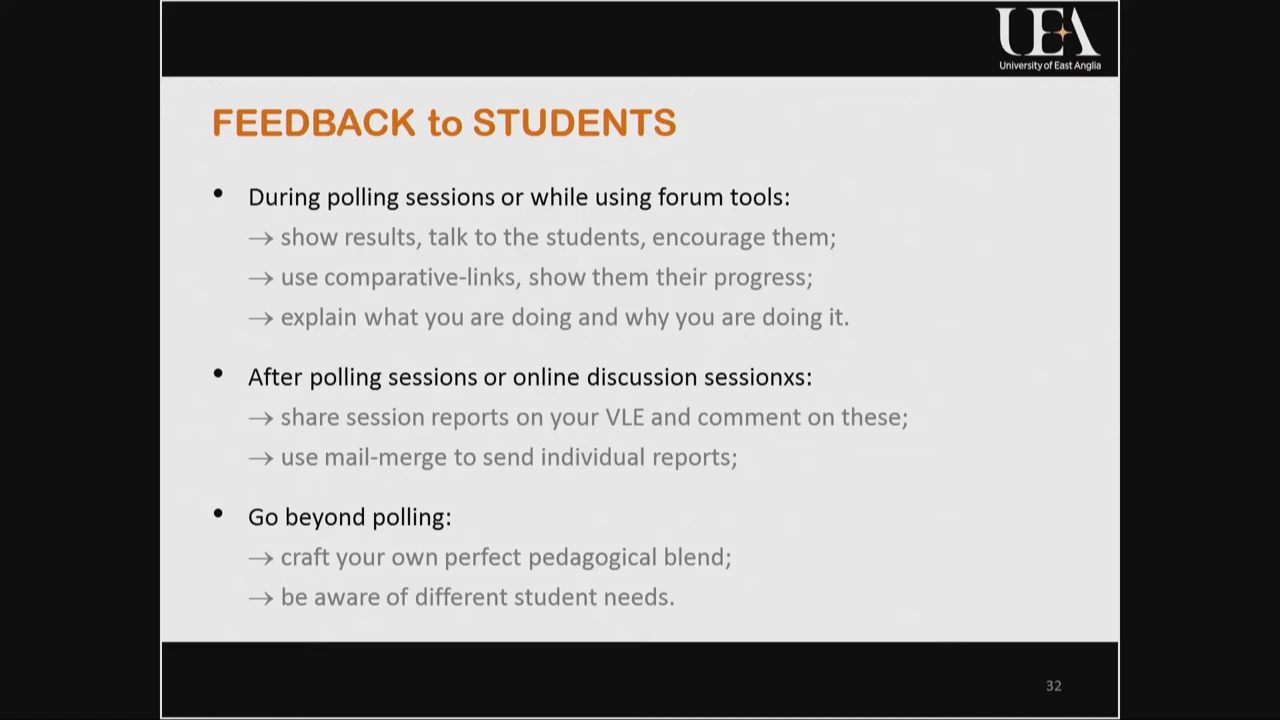 UEA
University of East Anglia
FEEDBACK to STUDENTS
• During polling sessions or while using forum tools:
→ show results, talk to the students, encourage them;
→ use comparative-links, show them their progress;
→ explain what you are doing and why you are doing it.
• After polling sessions or online discussion sessionxs:
→ share session reports on your VLE and comment on these;
→ use mail-merge to send individual reports;
• Go beyond polling:
→ craft your own perfect pedagogical blend;
→ be aware of different student needs.
32